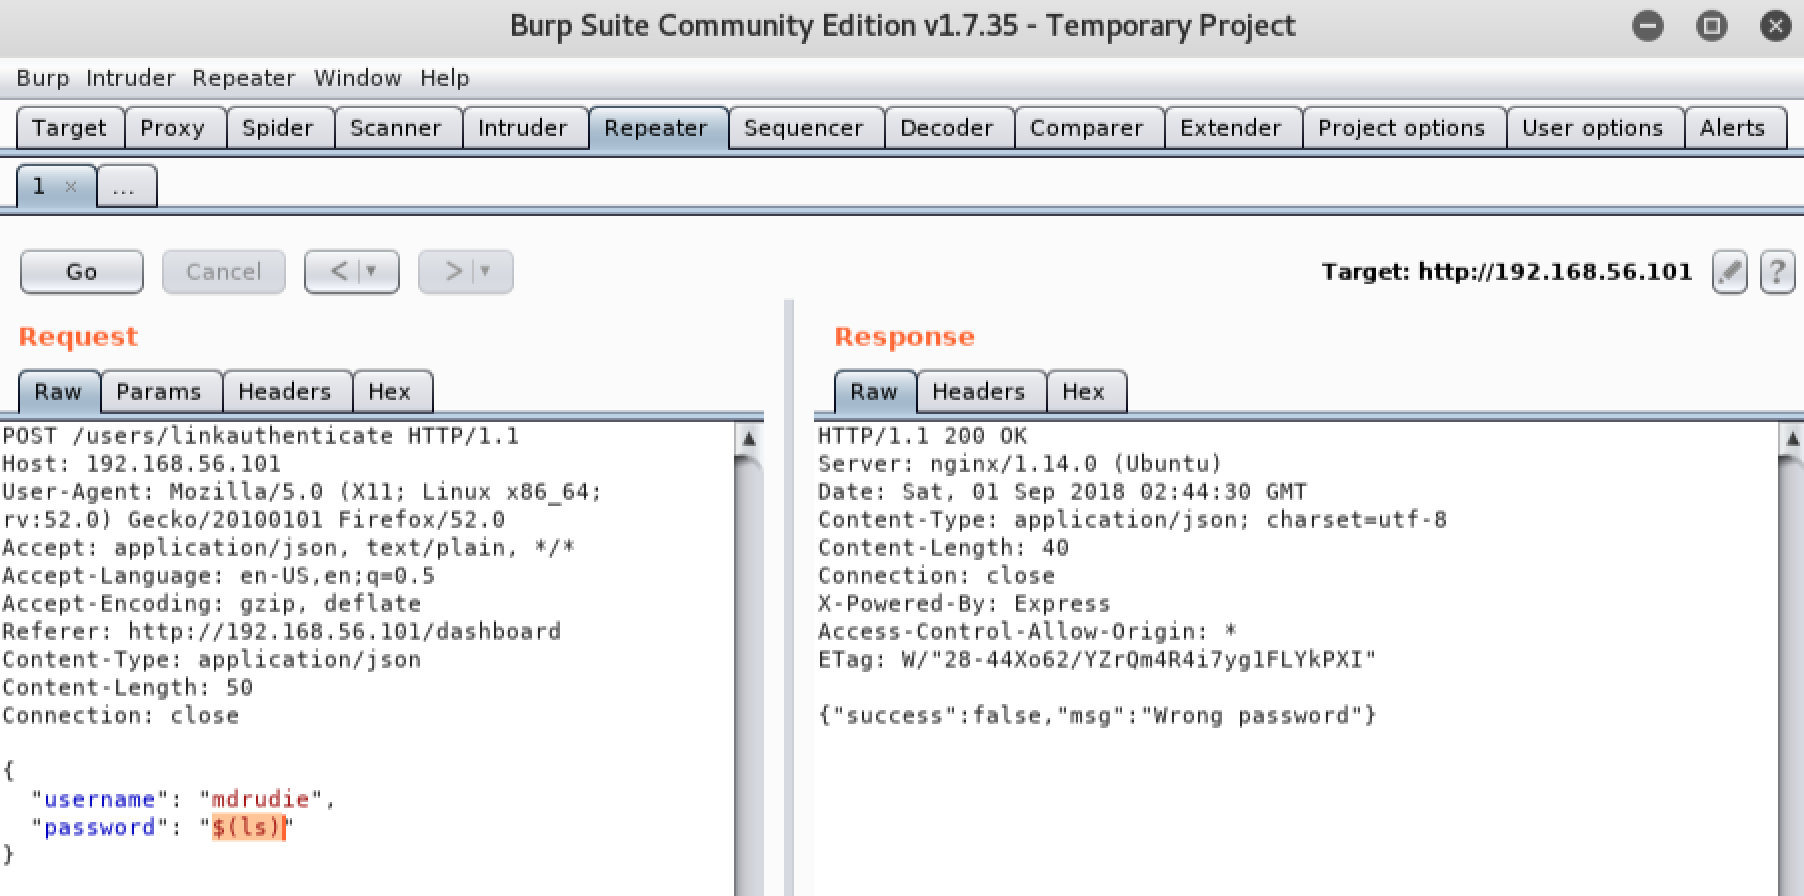 Burp Suite Community Edition v1.7.35 - Temporary Project
Burp Intruder Repeater Window Help
Target Proxy Spider Scanner Intruder Repeater Sequencer Decoder Comparer Extender Project options User options Alerts
1 × ...
Go Cancel < > Target: http://192.168.56.101 ?
Request
Raw Params Headers Hex
POST /users/linkauthenticate HTTP/1.1
Host: 192.168.56.101
User-Agent: Mozilla/5.0 (X11; Linux x86_64;
rv:52.0) Gecko/20100101 Firefox/52.0
Accept: application/json, text/plain, */*
Accept-Language: en-US,en;q=0.5
Accept-Encoding: gzip, deflate
Referer: http://192.168.56.101/dashboard
Content-Type: application/json
Content-Length: 50
Connection: close
{
"username": "mdrudie",
"password": "$(ls)"
}
Response
Raw Headers Hex
HTTP/1.1 200 OK
Server: nginx/1.14.0 (Ubuntu)
Date: Sat, 01 Sep 2018 02:44:30 GMT
Content-Type: application/json; charset=utf-8
Content-Length: 40
Connection: close
X-Powered-By: Express
Access-Control-Allow-Origin: *
ETag: W/"28-44Xo62/YZrQm4R4i7yg1FLYkPXI"
{"success":false,"msg":"Wrong password"}